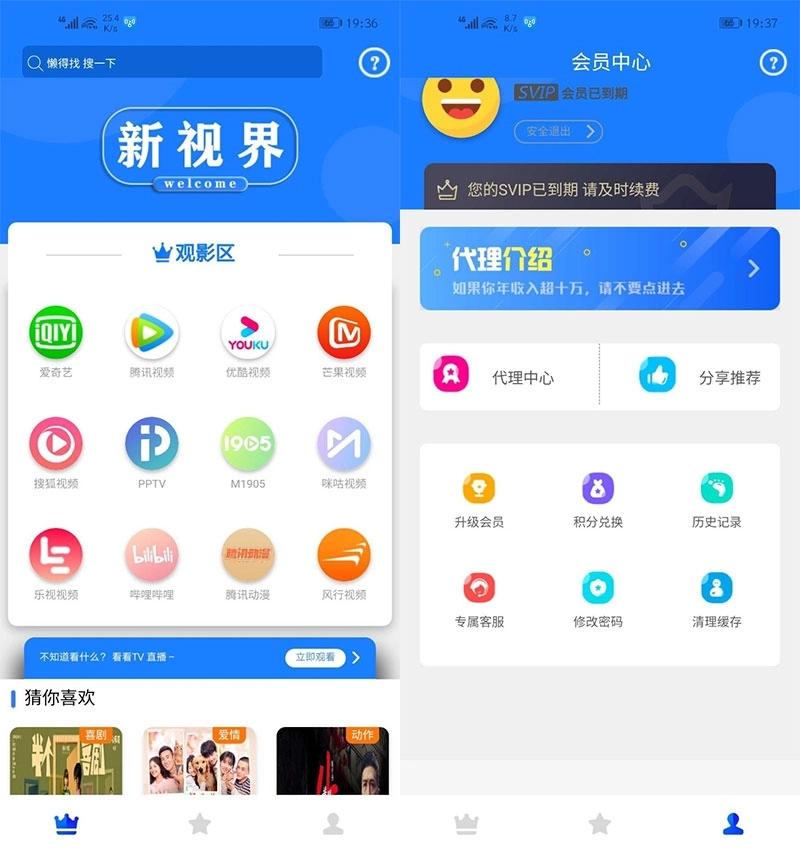 4G 25.4 K/s 66 19:36
懒得找 搜一下
?
新视界
welcome
观影区
iQIYI
YOUKU
爱奇艺
腾讯视频
优酷视频
芒果视频
1905
搜狐视频
PPTV
M1905
咪咕视频
bilibili
腾讯动漫
乐视视频
哔哩哔哩
腾讯动漫
风行视频
不知道看什么？ 看看TV 直播~
立即观看
猜你喜欢
喜剧
爱情
动作
半个喜剧
4G 8.7 K/s 66 19:37
会员中心
?
SVIP 会员已到期
安全退出
您的SVIP已到期 请及时续费
代理介绍
如果你年收入超十万，请不要点进去
代理中心
分享推荐
升级会员
积分兑换
历史记录
专属客服
修改密码
清理缓存